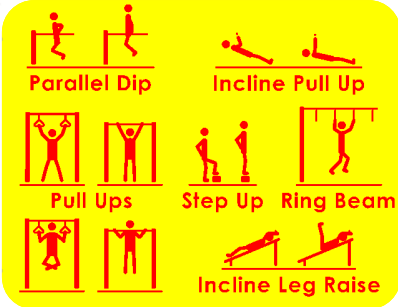 Parallel Dip
Incline Pull Up
Pull Ups
Step Up
Ring Beam
Incline Leg Raise